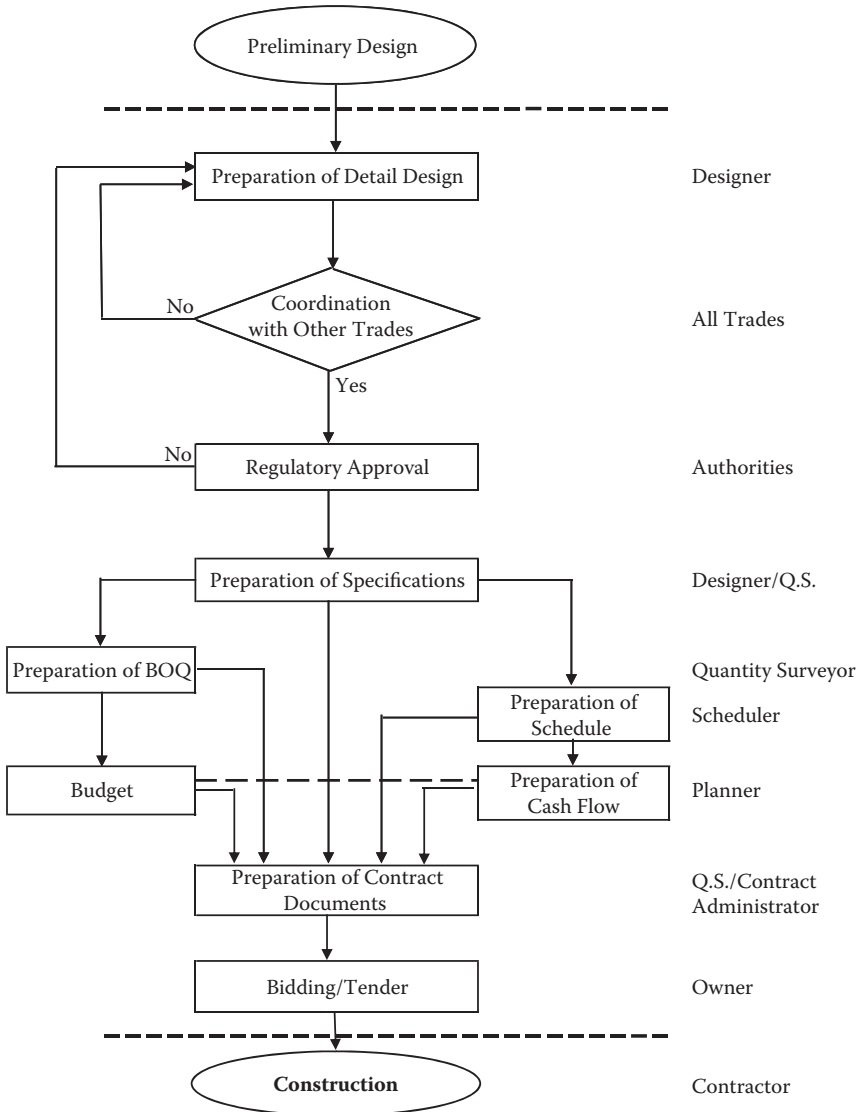 Preliminary Design
Preparation of Detail Design
Designer
Coordination
with Other Trades
No
All Trades
Yes
No
Regulatory Approval
Authorities
Preparation of Specifications
Designer/Q.S.
Preparation of BOQ
Quantity Surveyor
Preparation of
Schedule
Scheduler
Budget
Preparation of
Cash Flow
Planner
Preparation of Contract
Documents
Q.S./Contract
Administrator
Bidding/Tender
Owner
Construction
Contractor